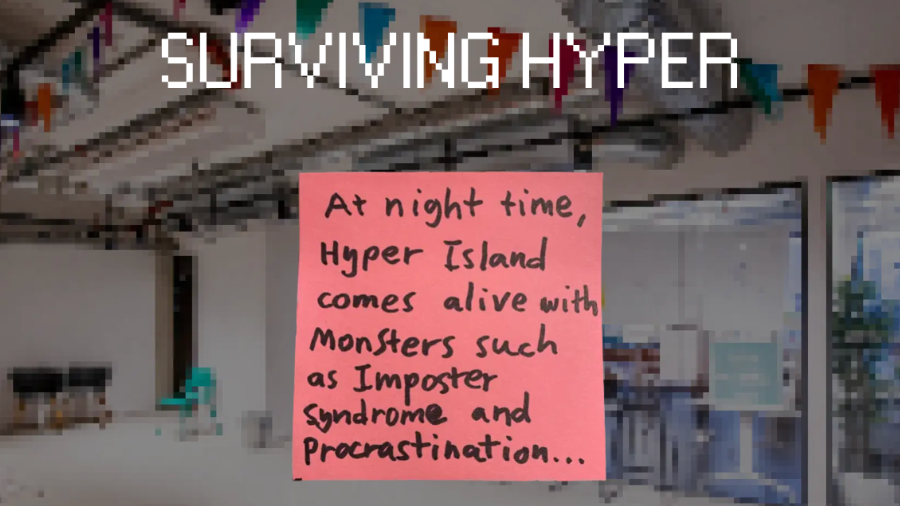 SURVIVING HYPER
At night time,
Hyper Island
comes alive with
Monsters such
as Imposter
Syndrome and
Procrastination...